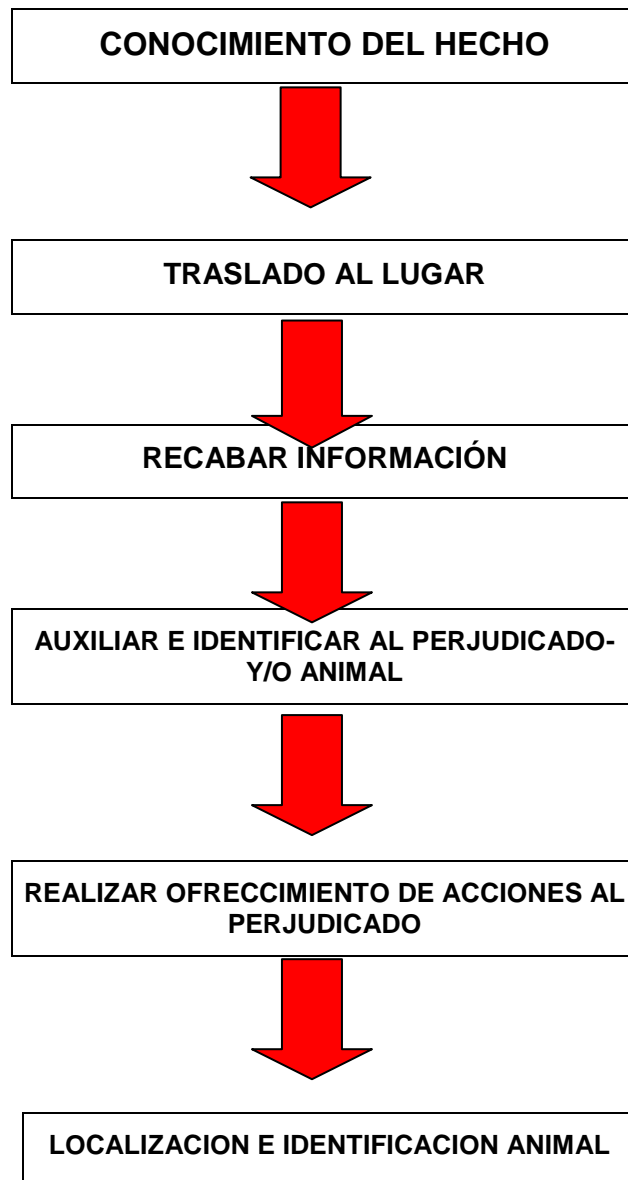 CONOCIMIENTO DEL HECHO
TRASLADO AL LUGAR
RECABAR INFORMACIÓN
AUXILIAR E IDENTIFICAR AL PERJUDICADO-
Y/O ANIMAL
REALIZAR OFRECCIMIENTO DE ACCIONES AL
PERJUDICADO
LOCALIZACION E IDENTIFICACION ANIMAL